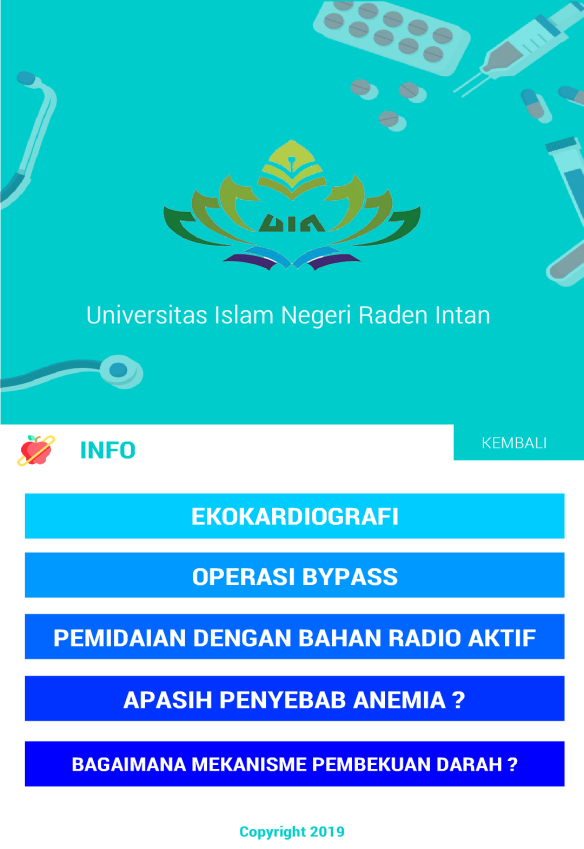 UIN
Universitas Islam Negeri Raden Intan
INFO
KEMBALI
EKOKARDIOGRAFI
OPERASI BYPASS
PEMIDAIAN DENGAN BAHAN RADIO AKTIF
APASIH PENYEBAB ANEMIA ?
BAGAIMANA MEKANISME PEMBEKUAN DARAH ?
Copyright 2019